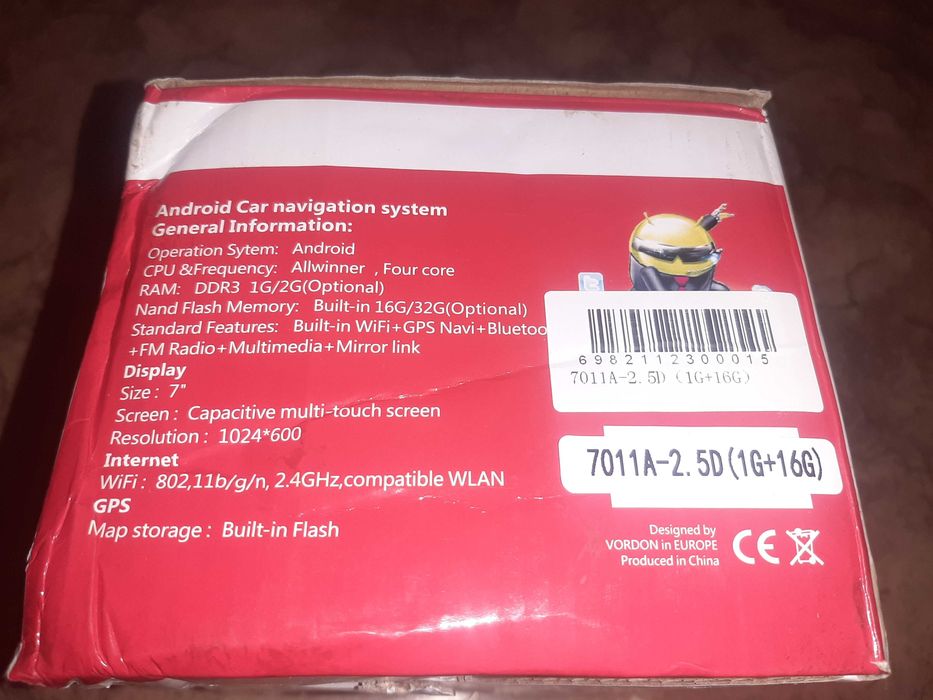 Android Car navigation system
General Information:
Operation Sytem: Android
CPU &Frequency: Allwinner , Four core
RAM: DDR3 1G/2G(Optional)
Nand Flash Memory: Built-in 16G/32G(Optional)
Standard Features: Built-in WiFi+GPS Navi+Bluetoo
+FM Radio+Multimedia+Mirror link
Display
Size: 7"
Screen: Capacitive multi-touch screen
Resolution: 1024*600
Internet
WiFi: 802,11b/g/n, 2.4GHz,compatible WLAN
GPS
Map storage: Built-in Flash
6982112300015
7011A-2.5D (1G+16G)
7011A-2.5D(1G+16G)
Designed by
VORDON in EUROPE
Produced in China
CE